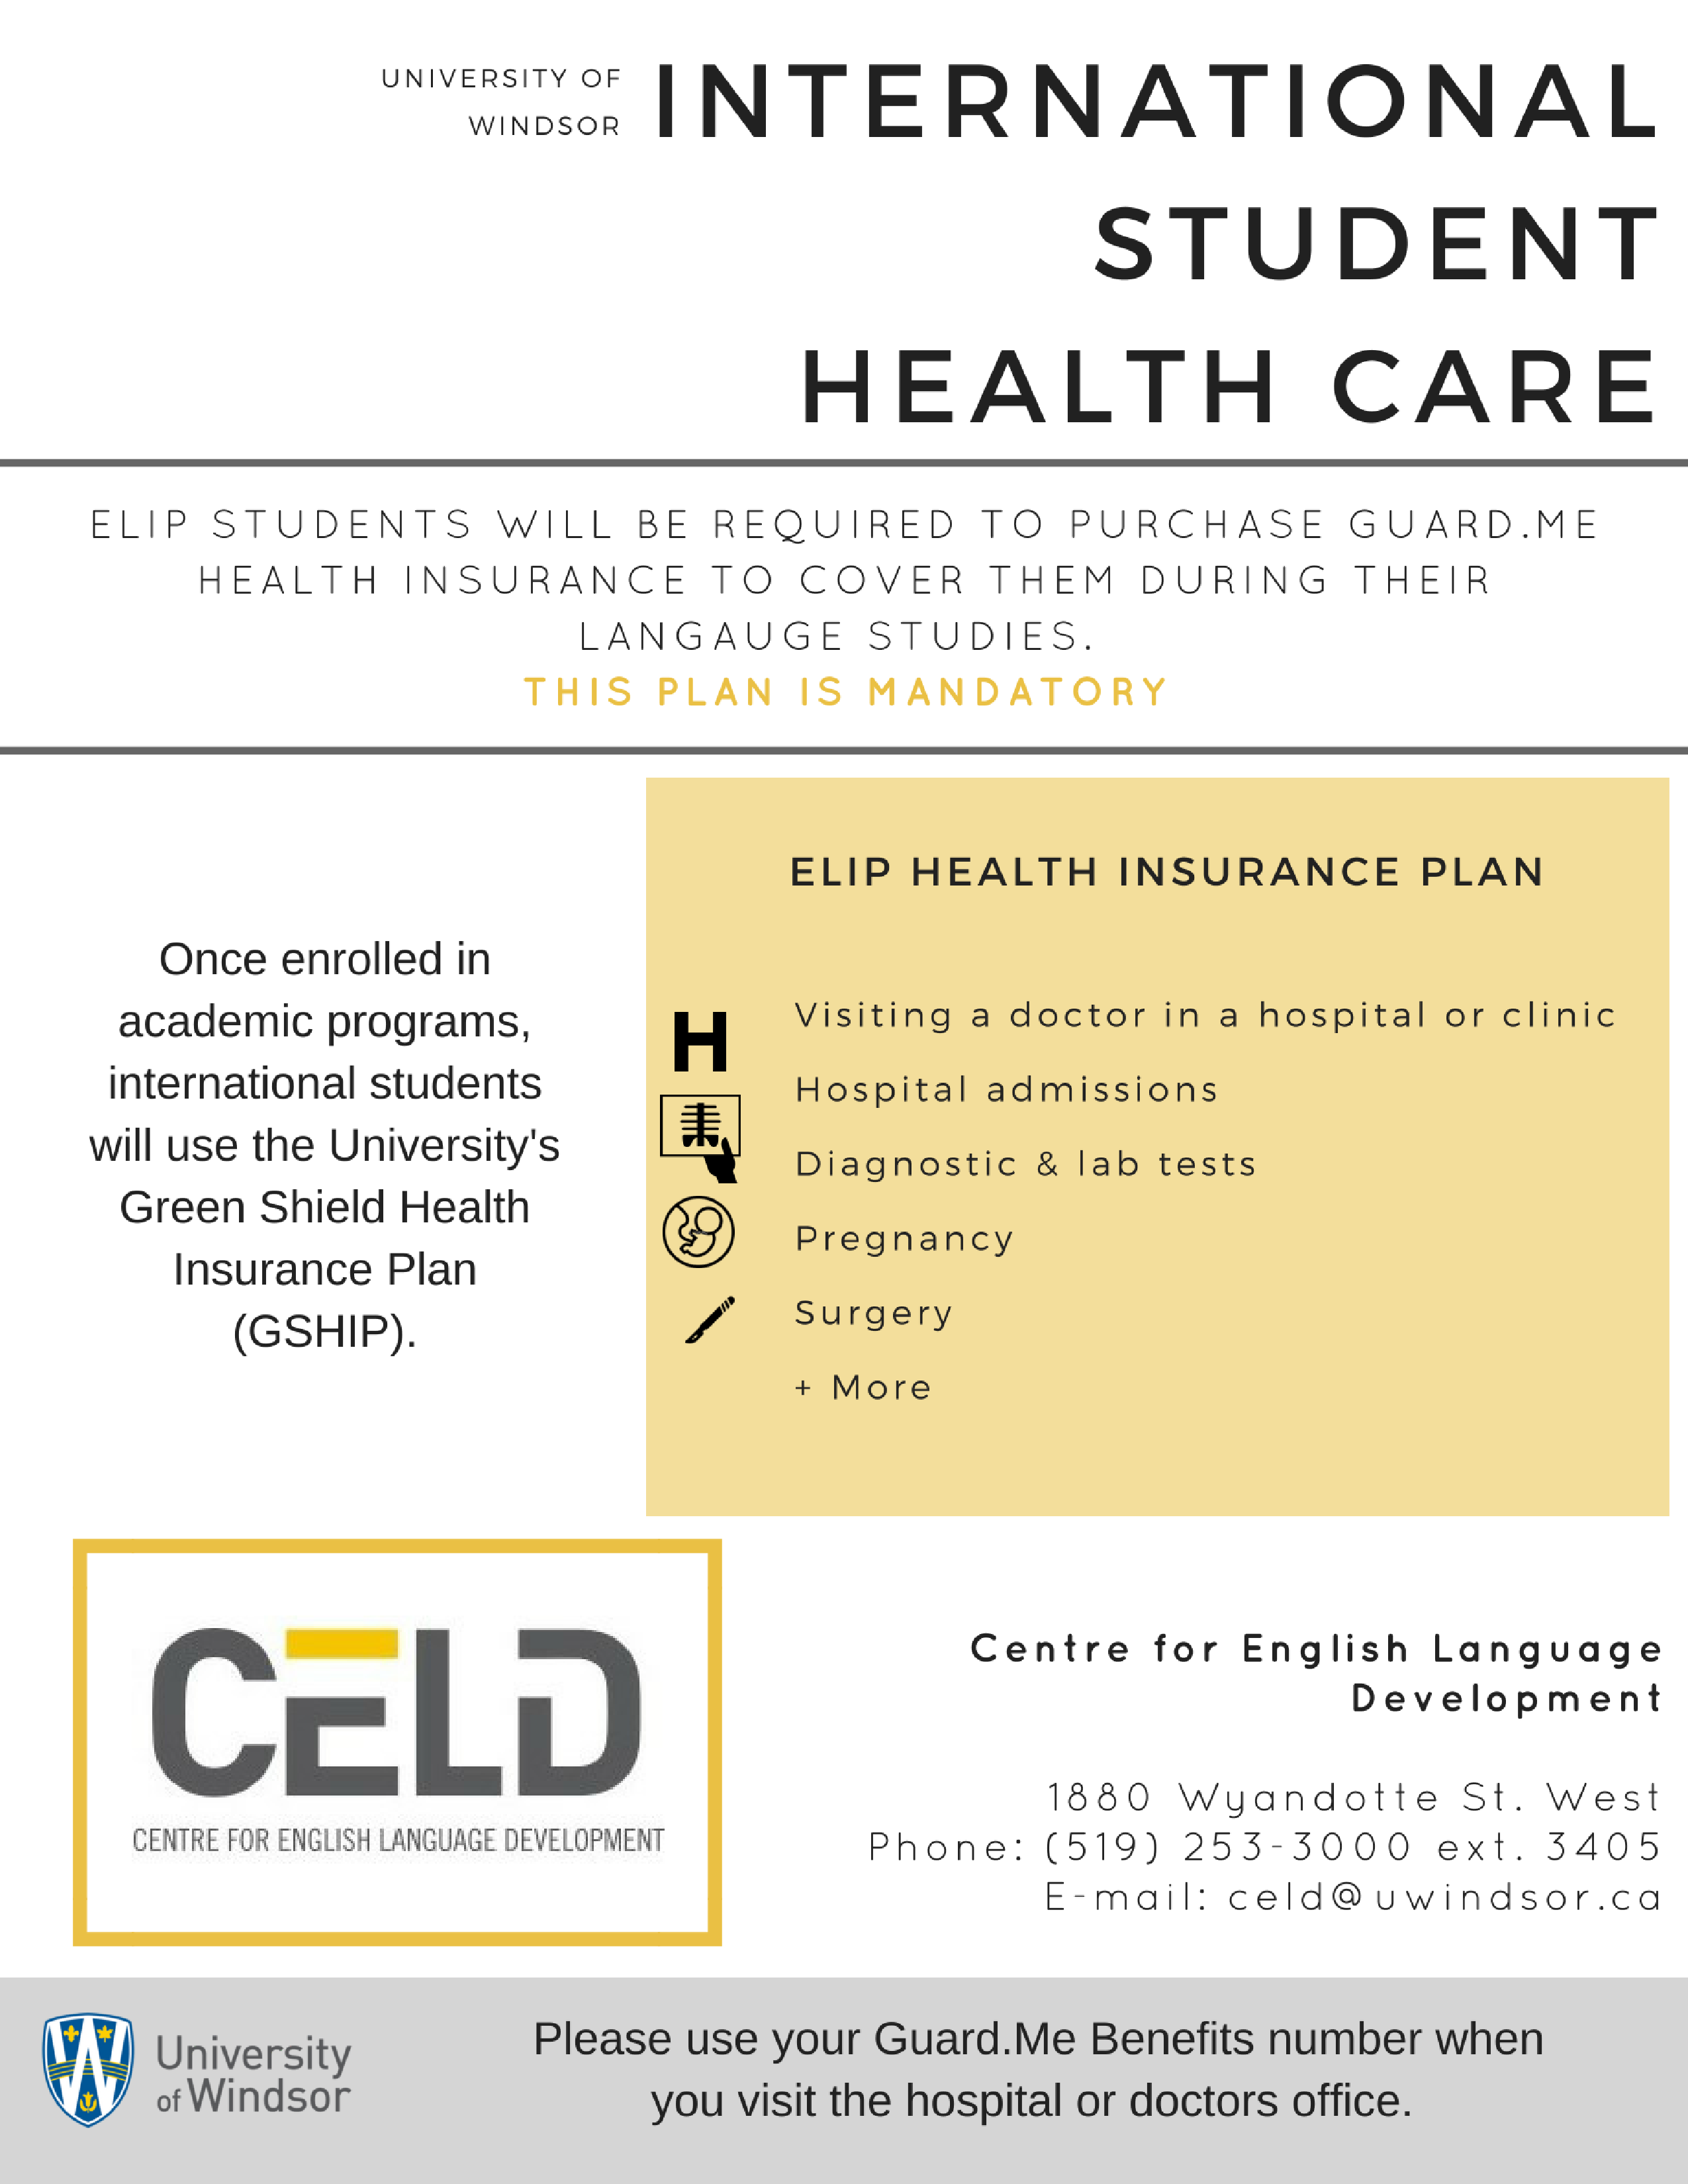 UNIVERSITY OF
WINDSOR
INTERNATIONAL
STUDENT
HEALTH CARE
ELIP STUDENTS WILL BE REQUIRED TO PURCHASE GUARD.ME
HEALTH INSURANCE TO COVER THEM DURING THEIR
LANGAUGE STUDIES.
THIS PLAN IS MANDATORY
Once enrolled in
academic programs,
international students
will use the University's
Green Shield Health
Insurance Plan
(GSHIP).
ELIP HEALTH INSURANCE PLAN
H
Visiting a doctor in a hospital or clinic
Hospital admissions
Diagnostic & lab tests
Pregnancy
Surgery
+ More
CELD
CENTRE FOR ENGLISH LANGUAGE DEVELOPMENT
Centre for English Language
Development
1880 Wyandotte St. West
Phone: (519) 253-3000 ext. 3405
E-mail: celd@uwindsor.ca
University
of Windsor
Please use your Guard.Me Benefits number when
you visit the hospital or doctors office.